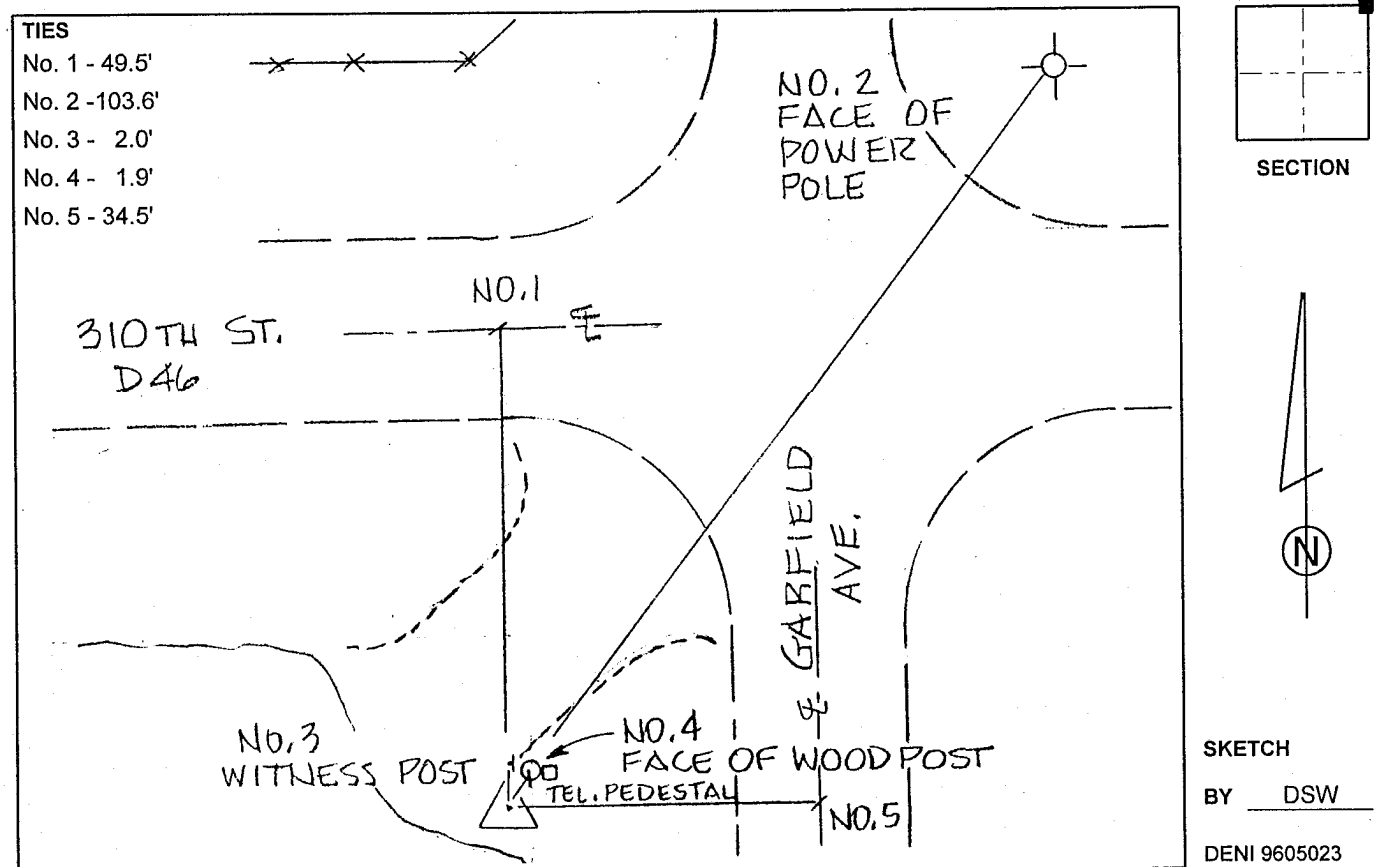 TIES
No. 1 - 49.5'
No. 2 -103.6'
No. 3 - 2.0'
No. 4 - 1.9'
No. 5 - 34.5'
NO. 2
FACE OF
POWER
POLE
SECTION
NO.1
℄
310TH ST.
D46
℄ GARFIELD
AVE.
N
NO.3
WITNESS POST
NO.4
FACE OF WOOD POST
TEL. PEDESTAL
NO.5
SKETCH
BY DSW
DENI 9605023